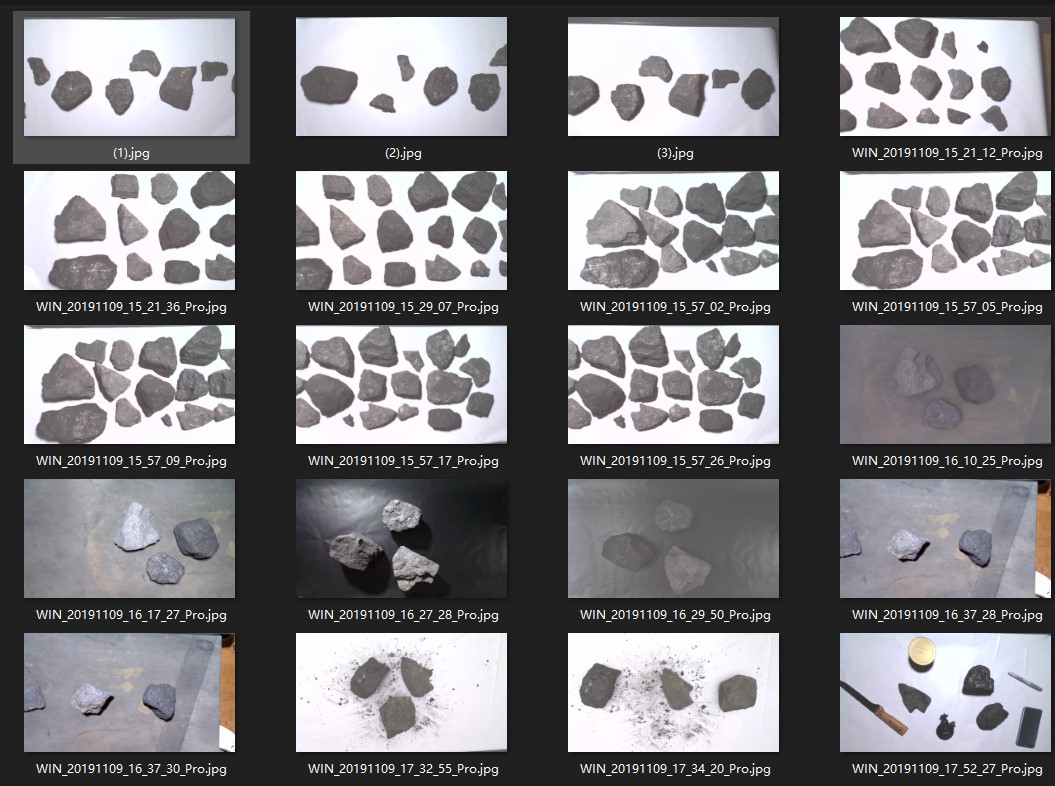 (1).jpg
(2).jpg
(3).jpg
WIN_20191109_15_21_12_Pro.jpg
WIN_20191109_15_21_36_Pro.jpg
WIN_20191109_15_29_07_Pro.jpg
WIN_20191109_15_57_02_Pro.jpg
WIN_20191109_15_57_05_Pro.jpg
WIN_20191109_15_57_09_Pro.jpg
WIN_20191109_15_57_17_Pro.jpg
WIN_20191109_15_57_26_Pro.jpg
WIN_20191109_16_10_25_Pro.jpg
WIN_20191109_16_17_27_Pro.jpg
WIN_20191109_16_27_28_Pro.jpg
WIN_20191109_16_29_50_Pro.jpg
WIN_20191109_16_37_28_Pro.jpg
WIN_20191109_16_37_30_Pro.jpg
WIN_20191109_17_32_55_Pro.jpg
WIN_20191109_17_34_20_Pro.jpg
WIN_20191109_17_52_27_Pro.jpg